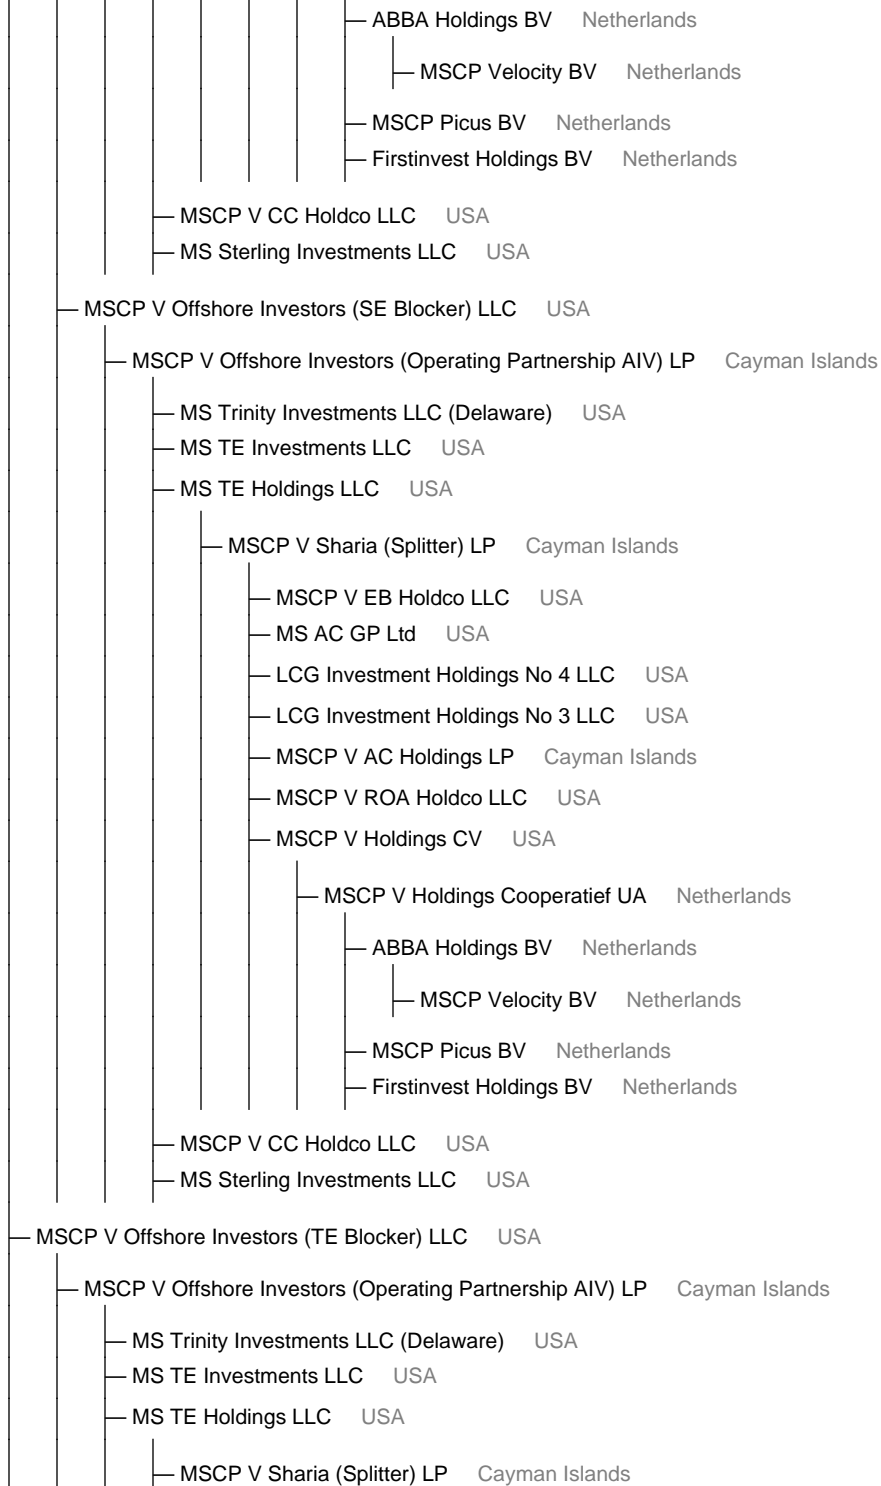 ABBA Holdings BV Netherlands
MSCP Velocity BV Netherlands
MSCP Picus BV Netherlands
Firstinvest Holdings BV Netherlands
MSCP V CC Holdco LLC USA
MS Sterling Investments LLC USA
MSCP V Offshore Investors (SE Blocker) LLC USA
MSCP V Offshore Investors (Operating Partnership AIV) LP Cayman Islands
MS Trinity Investments LLC (Delaware) USA
MS TE Investments LLC USA
MS TE Holdings LLC USA
MSCP V Sharia (Splitter) LP Cayman Islands
MSCP V EB Holdco LLC USA
MS AC GP Ltd USA
LCG Investment Holdings No 4 LLC USA
LCG Investment Holdings No 3 LLC USA
MSCP V AC Holdings LP Cayman Islands
MSCP V ROA Holdco LLC USA
MSCP V Holdings CV USA
MSCP V Holdings Cooperatief UA Netherlands
ABBA Holdings BV Netherlands
MSCP Velocity BV Netherlands
MSCP Picus BV Netherlands
Firstinvest Holdings BV Netherlands
MSCP V CC Holdco LLC USA
MS Sterling Investments LLC USA
MSCP V Offshore Investors (TE Blocker) LLC USA
MSCP V Offshore Investors (Operating Partnership AIV) LP Cayman Islands
MS Trinity Investments LLC (Delaware) USA
MS TE Investments LLC USA
MS TE Holdings LLC USA
MSCP V Sharia (Splitter) LP Cayman Islands